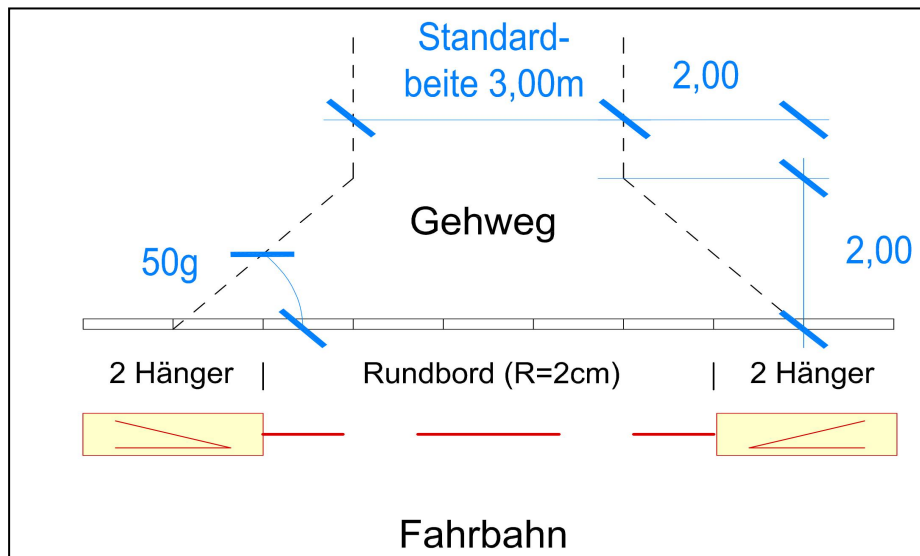 Standard-
beite 3,00m
2,00
Gehweg
50g
2,00
2 Hänger | Rundbord (R=2cm) | 2 Hänger
Fahrbahn